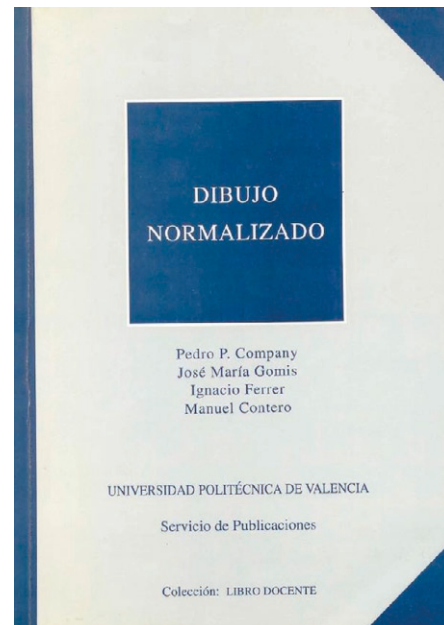 DIBUJO
NORMALIZADO
Pedro P. Company
José María Gomis
Ignacio Ferrer
Manuel Contero
UNIVERSIDAD POLITÉCNICA DE VALENCIA
Servicio de Publicaciones
Colección: LIBRO DOCENTE